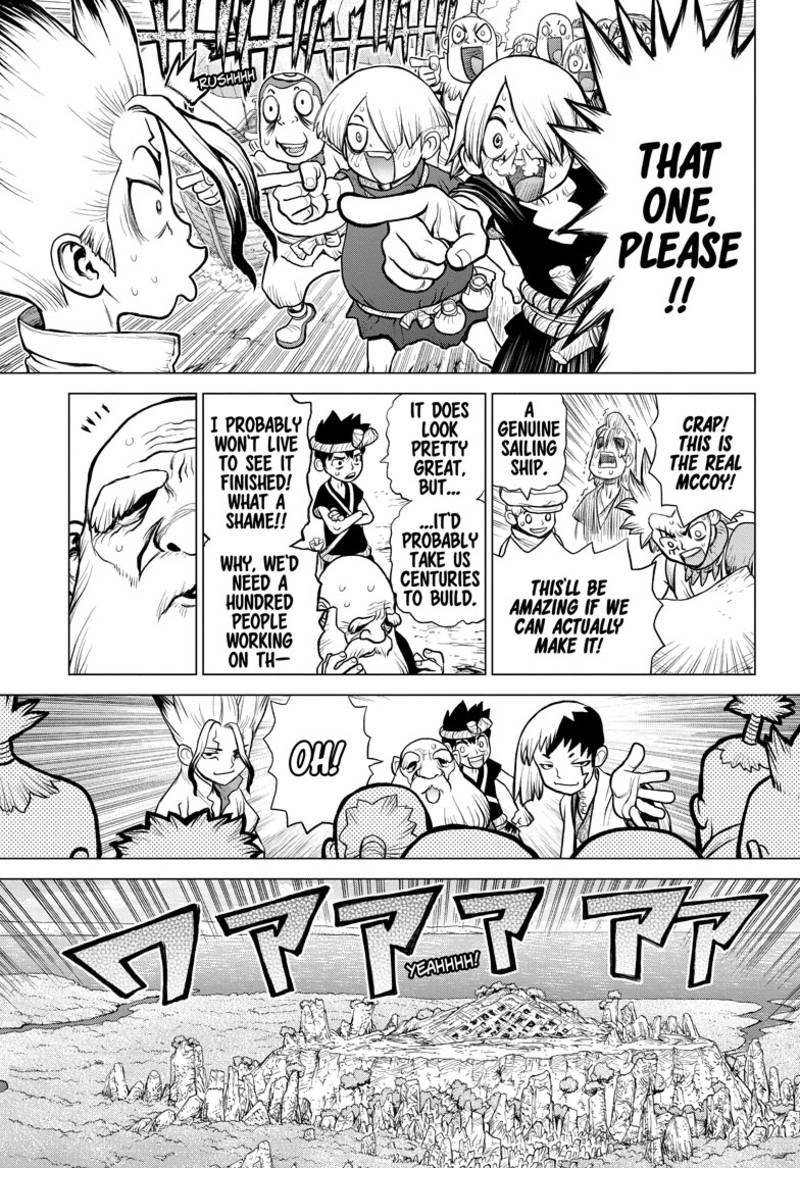 THAT
ONE,
PLEASE
!!
RUSHHHH
CRAP!
THIS IS
THE REAL
MCCOY!
A
GENUINE
SAILING
SHIP.
THIS'LL BE
AMAZING IF WE
CAN ACTUALLY
MAKE IT!
IT DOES
LOOK
PRETTY
GREAT,
BUT...
...IT'D
PROBABLY
TAKE US
CENTURIES
TO BUILD.
I PROBABLY
WON'T LIVE
TO SEE IT
FINISHED!
WHAT A
SHAME!!
WHY, WE'D
NEED A
HUNDRED
PEOPLE
WORKING
ON TH—
OH!
ワアアァア アア
YEAHHHH!